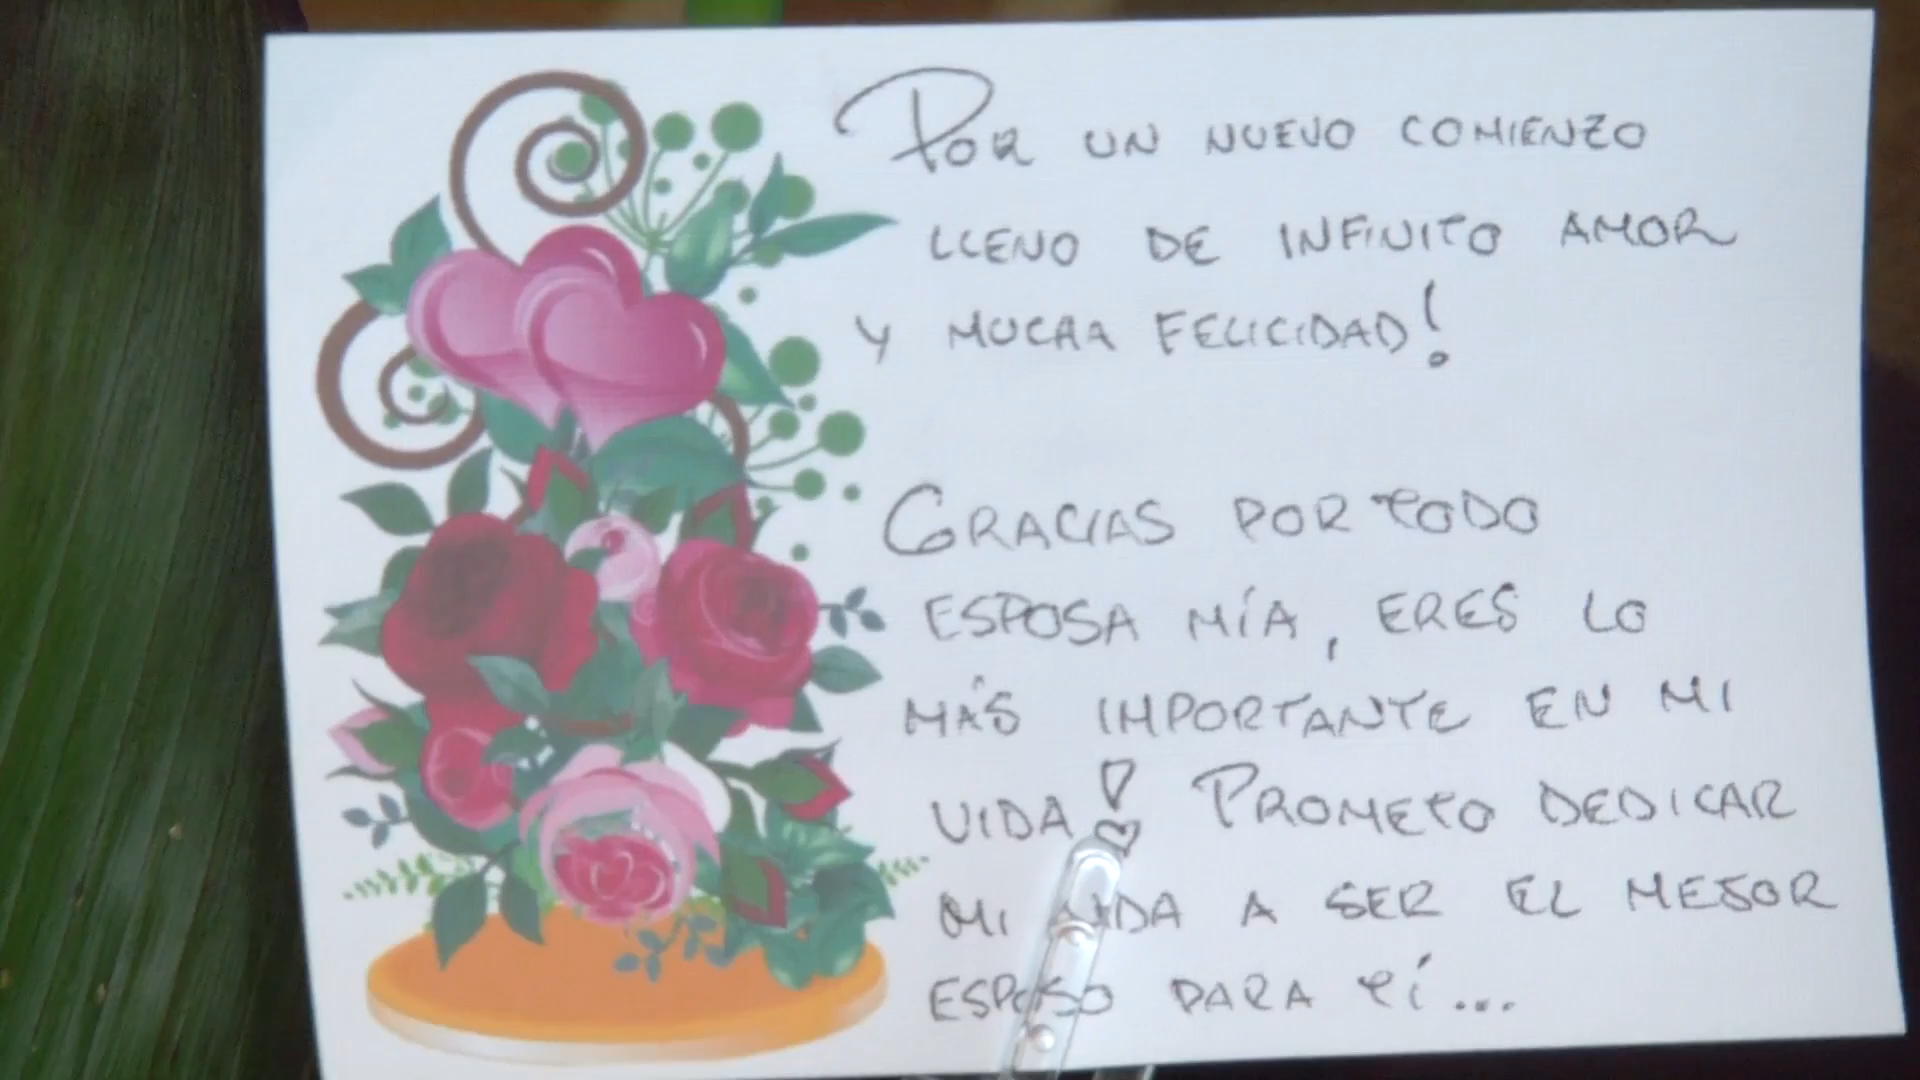 POR UN NUEVO COMIENZO
LLENO DE INFINITO AMOR
Y MUCHA FELICIDAD!
GRACIAS POR TODO
ESPOSA MÍA, ERES LO
MÁS IMPORTANTE EN MI
VIDA! PROMETO DEDICAR
MI VIDA A SER EL MEJOR
ESPOSO PARA TÍ...